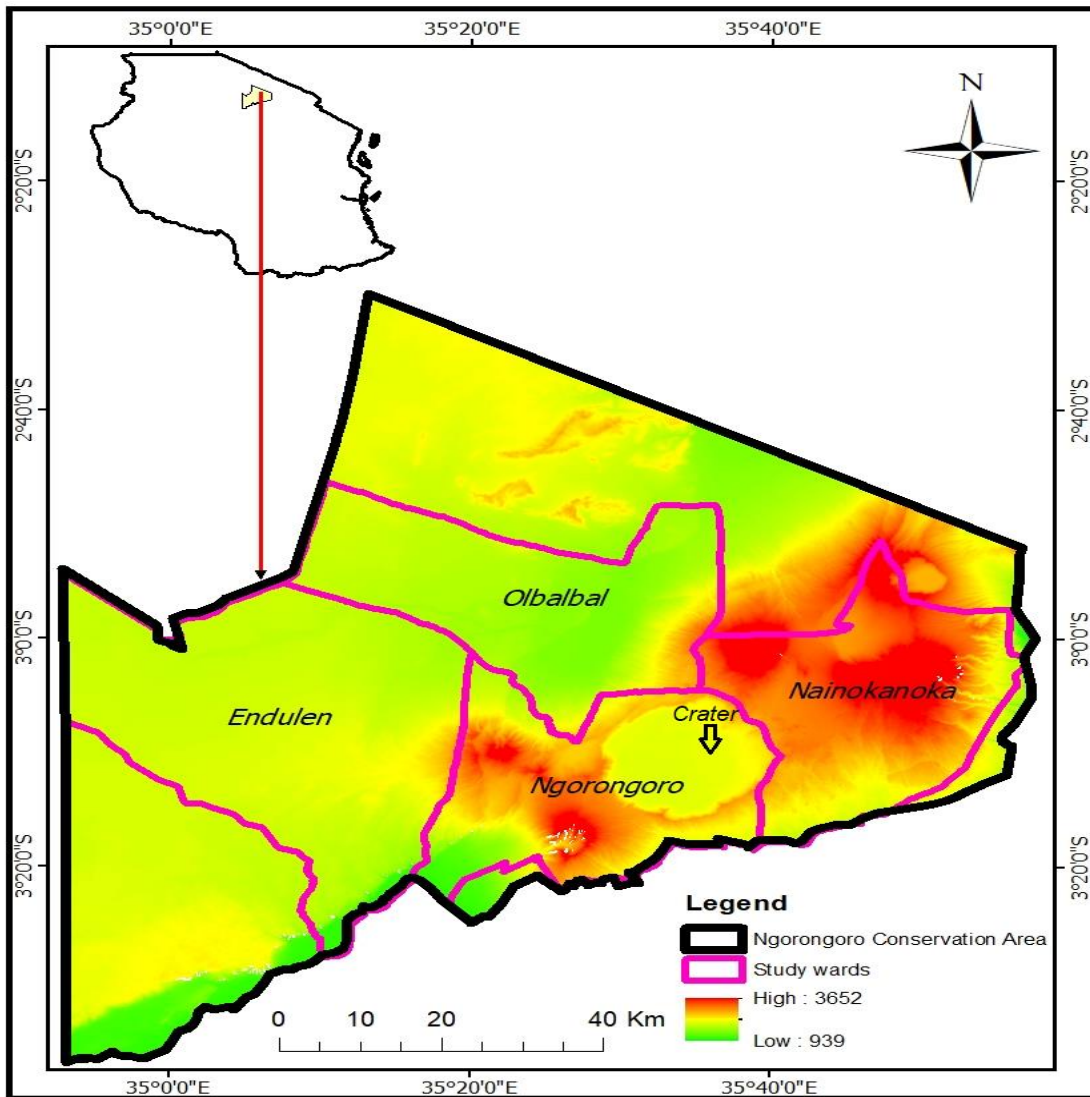 35°0'0"E 35°20'0"E 35°40'0"E
N
2°20'0"S 2°20'0"S
2°40'0"S 2°40'0"S
Olbalbal
3°0'0"S 3°0'0"S
Nainokanoka
Endulen
Crater
Ngorongoro
3°20'0"S 3°20'0"S
Legend
Ngorongoro Conservation Area
Study wards
High : 3652
Low : 939
0 10 20 40 Km
35°0'0"E 35°20'0"E 35°40'0"E